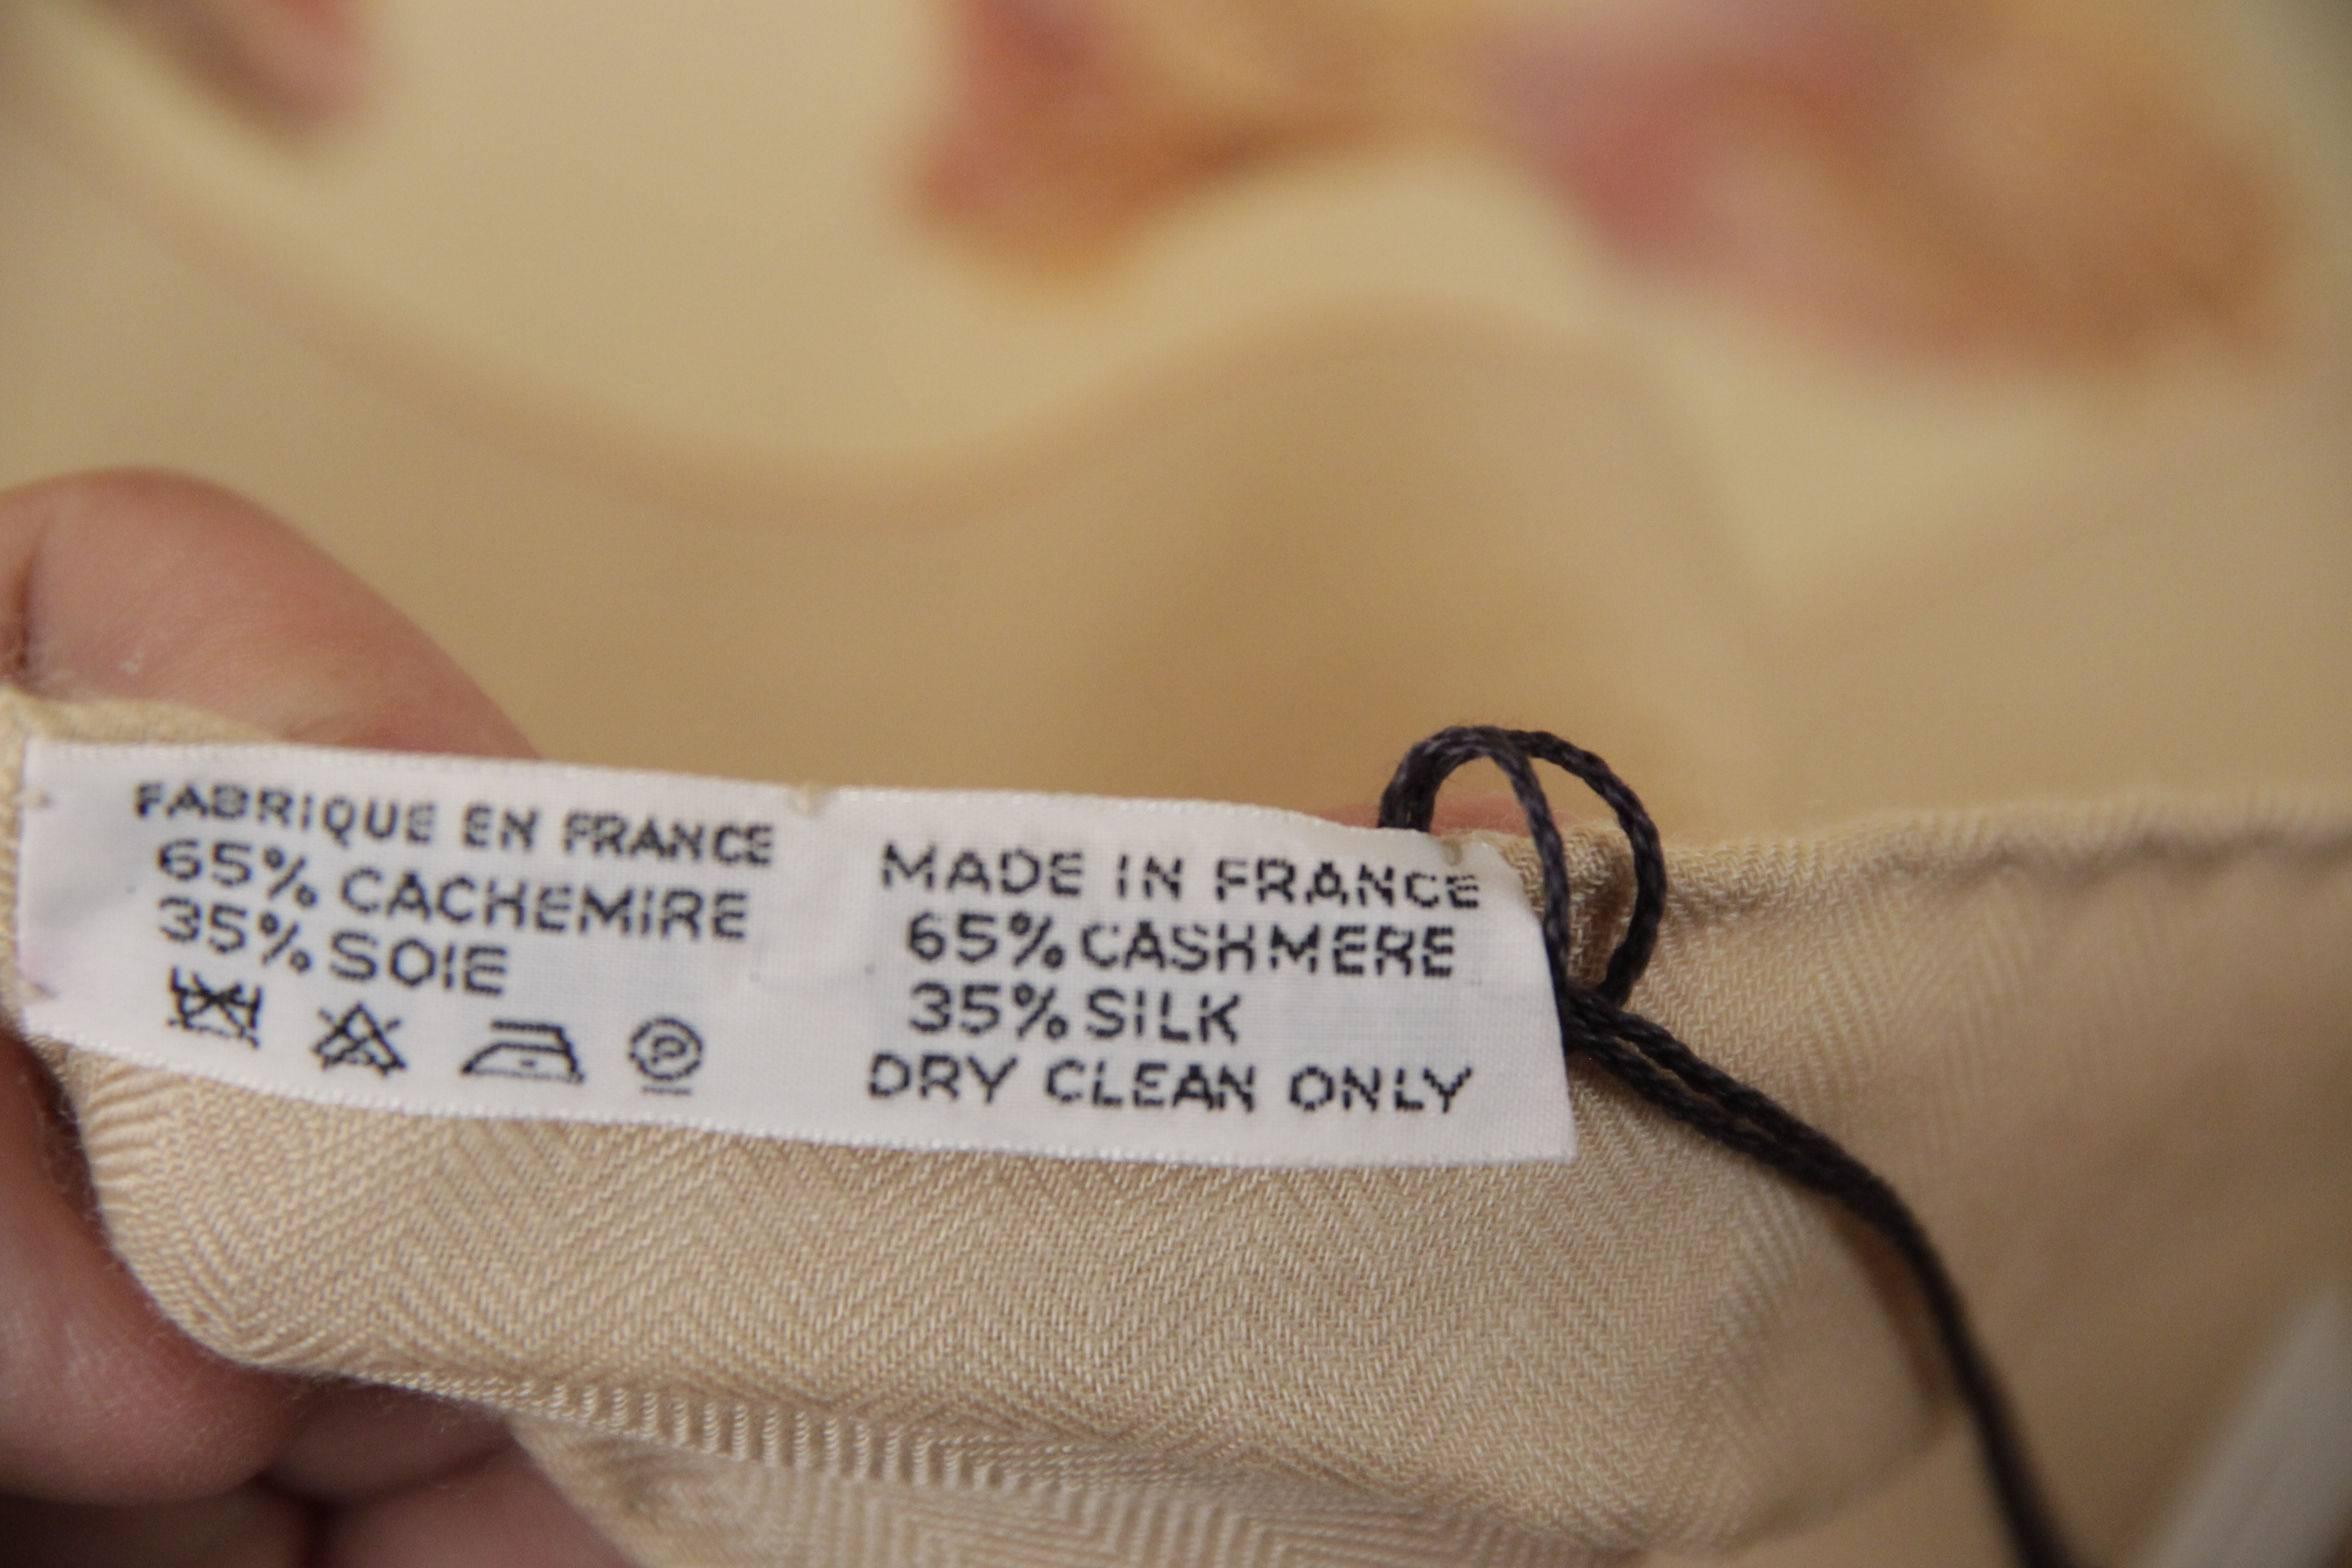 FABRIQUE EN FRANCE
65% CACHEMIRE
35% SOIE
P
MADE IN FRANCE
65% CASHMERE
35% SILK
DRY CLEAN ONLY